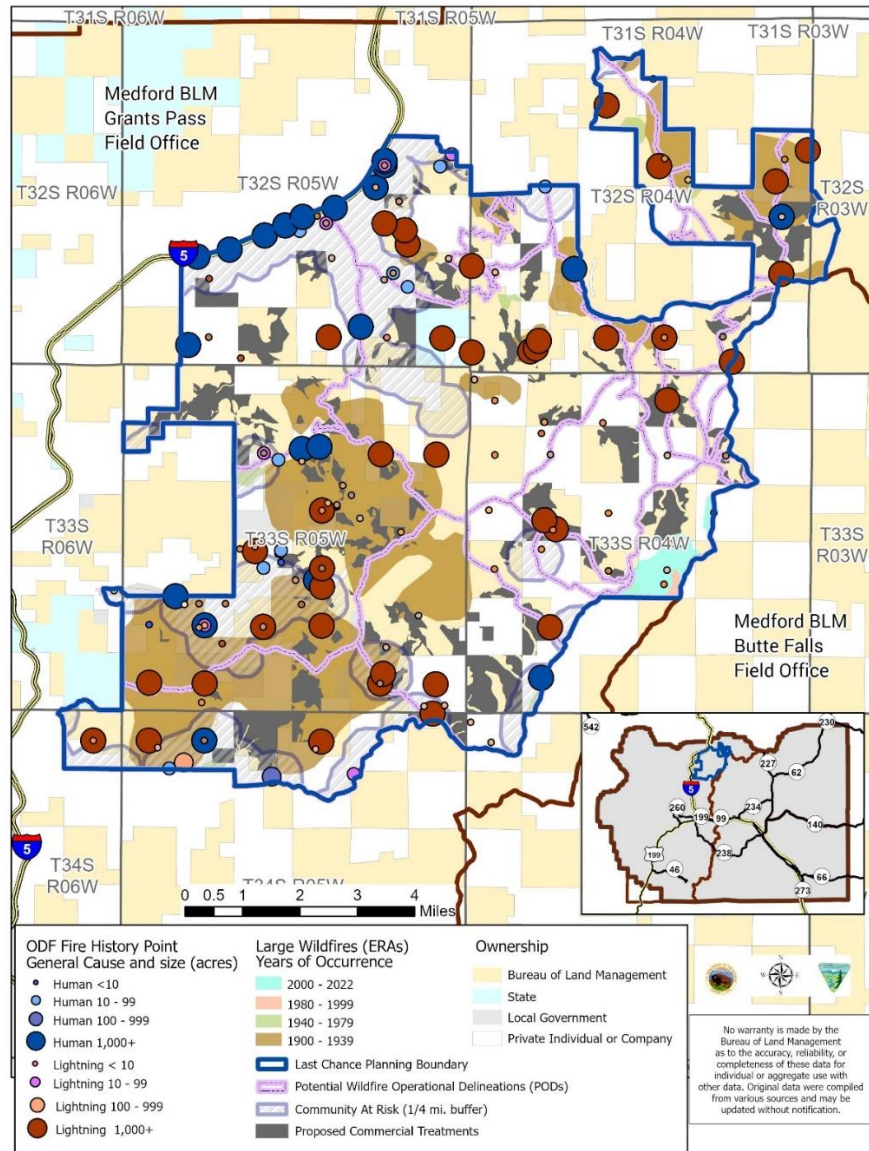 T31S R06W
T31S R05W
T31S R04W
T31S R03W
Medford BLM
Grants Pass
Field Office
T32S R06W
T32S R05W
T32S R04W
T32S
R03W
5
T33S
R06W
T33S R05W
T33S R04W
T33S
R03W
Medford BLM
Butte Falls
Field Office
542
230
227
62
5
260
199
99
234
140
199
238
46
66
273
5
T34S
R06W
T34S R05W
0 0.5 1 2 3 4
Miles
ODF Fire History Point
General Cause and size (acres)
Human <10
Human 10 - 99
Human 100 - 999
Human 1,000+
Lightning < 10
Lightning 10 - 99
Lightning 100 - 999
Lightning 1,000+
Large Wildfires (ERAs)
Years of Occurrence
2000 - 2022
1980 - 1999
1940 - 1979
1900 - 1939
Last Chance Planning Boundary
Potential Wildfire Operational Delineations (PODs)
Community At Risk (1/4 mi. buffer)
Proposed Commercial Treatments
Ownership
Bureau of Land Management
State
Local Government
Private Individual or Company
N
W E
S
No warranty is made by the
Bureau of Land Management
as to the accuracy, reliability, or
completeness of these data for
individual or aggregate use with
other data. Original data were compiled
from various sources and may be
updated without notification.